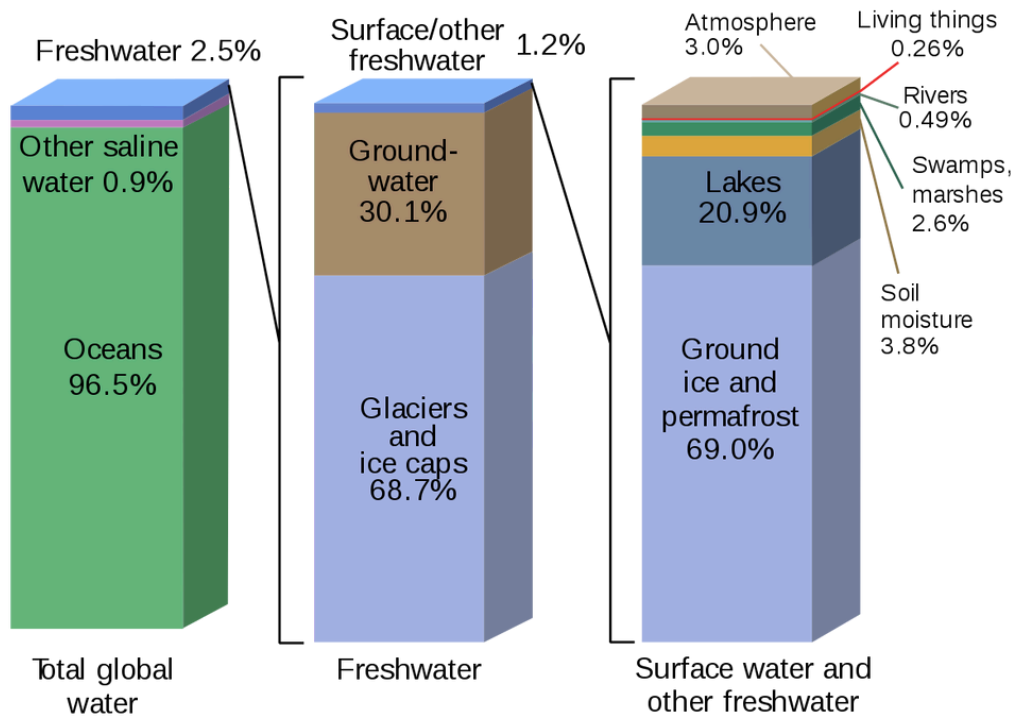 Freshwater 2.5%
Other saline
water 0.9%
Oceans
96.5%
Total global
water
Surface/other
freshwater
1.2%
Ground-
water
30.1%
Glaciers
and
ice caps
68.7%
Freshwater
Atmosphere
3.0%
Living things
0.26%
Rivers
0.49%
Swamps,
marshes
2.6%
Soil
moisture
3.8%
Lakes
20.9%
Ground
ice and
permafrost
69.0%
Surface water and
other freshwater